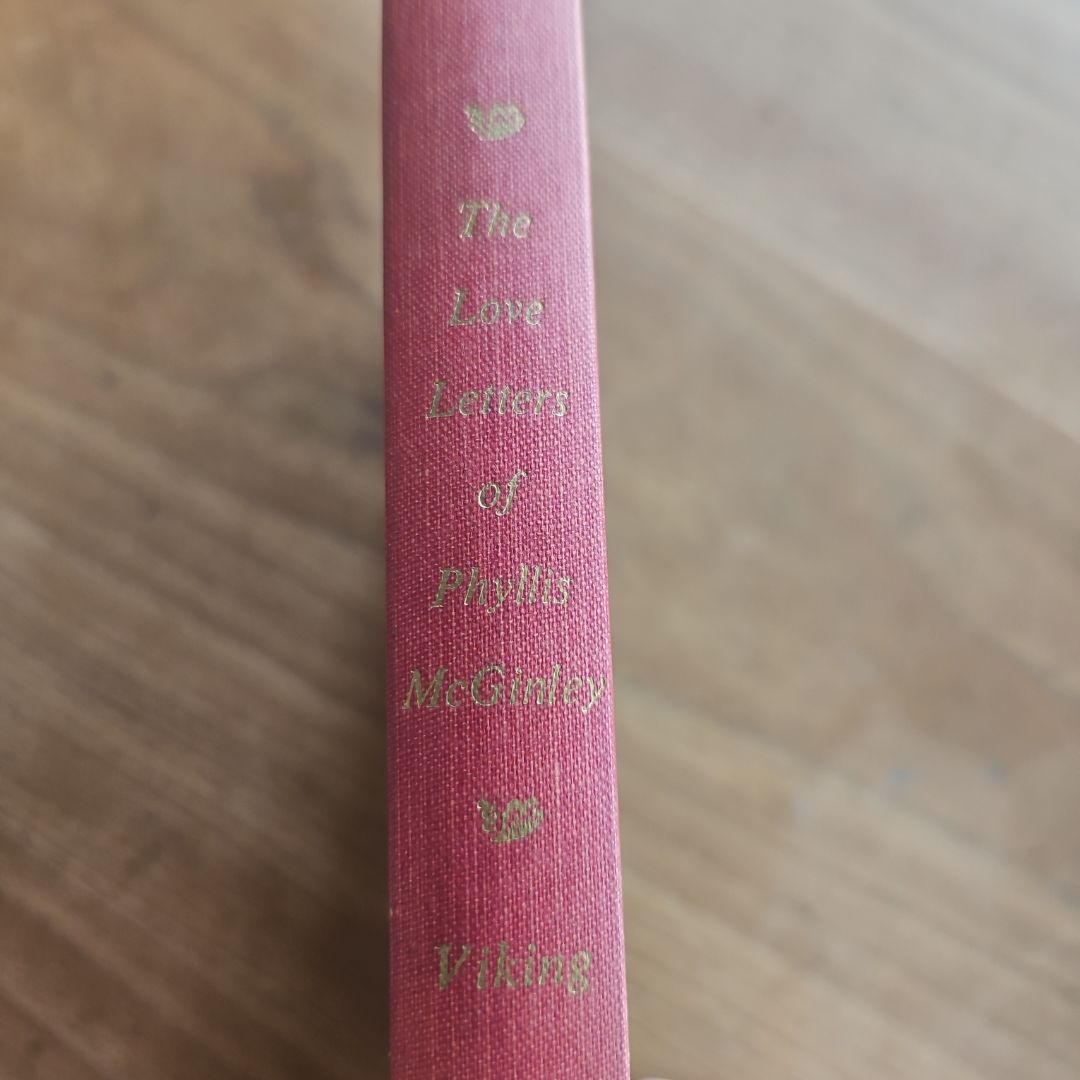 The
Love
Letters
of
Phyllis
McGinley
Viking